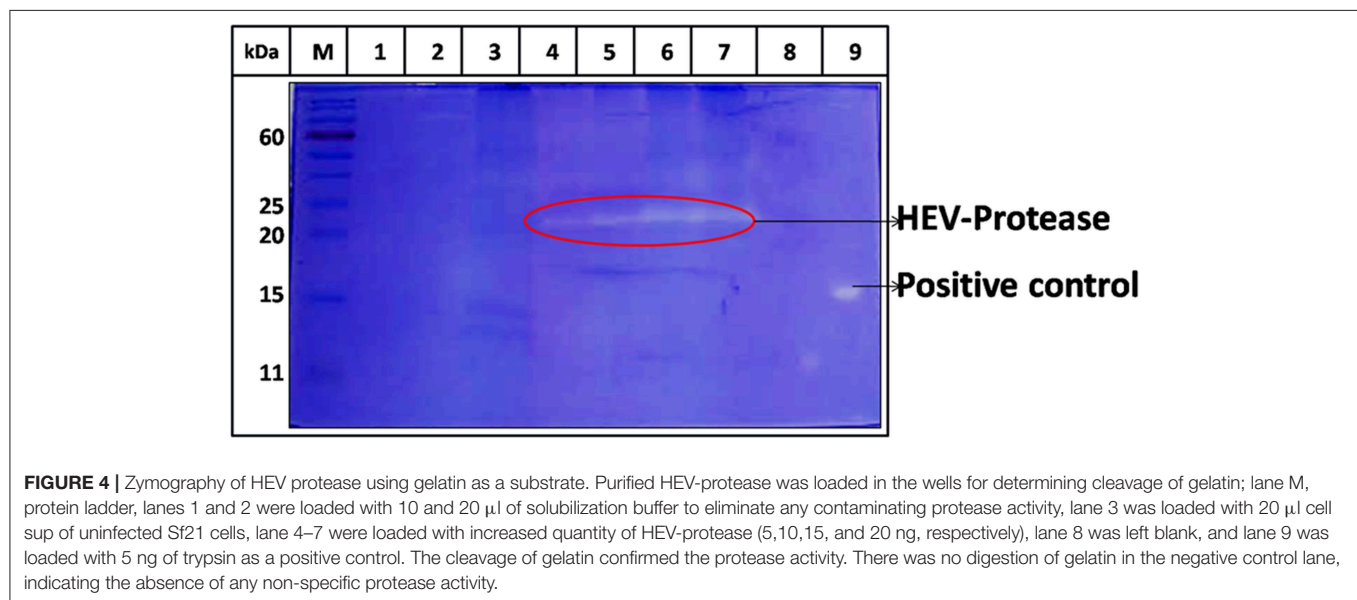 kDa M 1 2 3 4 5 6 7 8 9
60
25
HEV-Protease
20
Positive control
15
11
FIGURE 4 | Zymography of HEV protease using gelatin as a substrate. Purified HEV-protease was loaded in the wells for determining cleavage of gelatin; lane M,
protein ladder, lanes 1 and 2 were loaded with 10 and 20 μl of solubilization buffer to eliminate any contaminating protease activity, lane 3 was loaded with 20 μl cell
sup of uninfected Sf21 cells, lane 4–7 were loaded with increased quantity of HEV-protease (5,10,15, and 20 ng, respectively), lane 8 was left blank, and lane 9 was
loaded with 5 ng of trypsin as a positive control. The cleavage of gelatin confirmed the protease activity. There was no digestion of gelatin in the negative control lane,
indicating the absence of any non-specific protease activity.